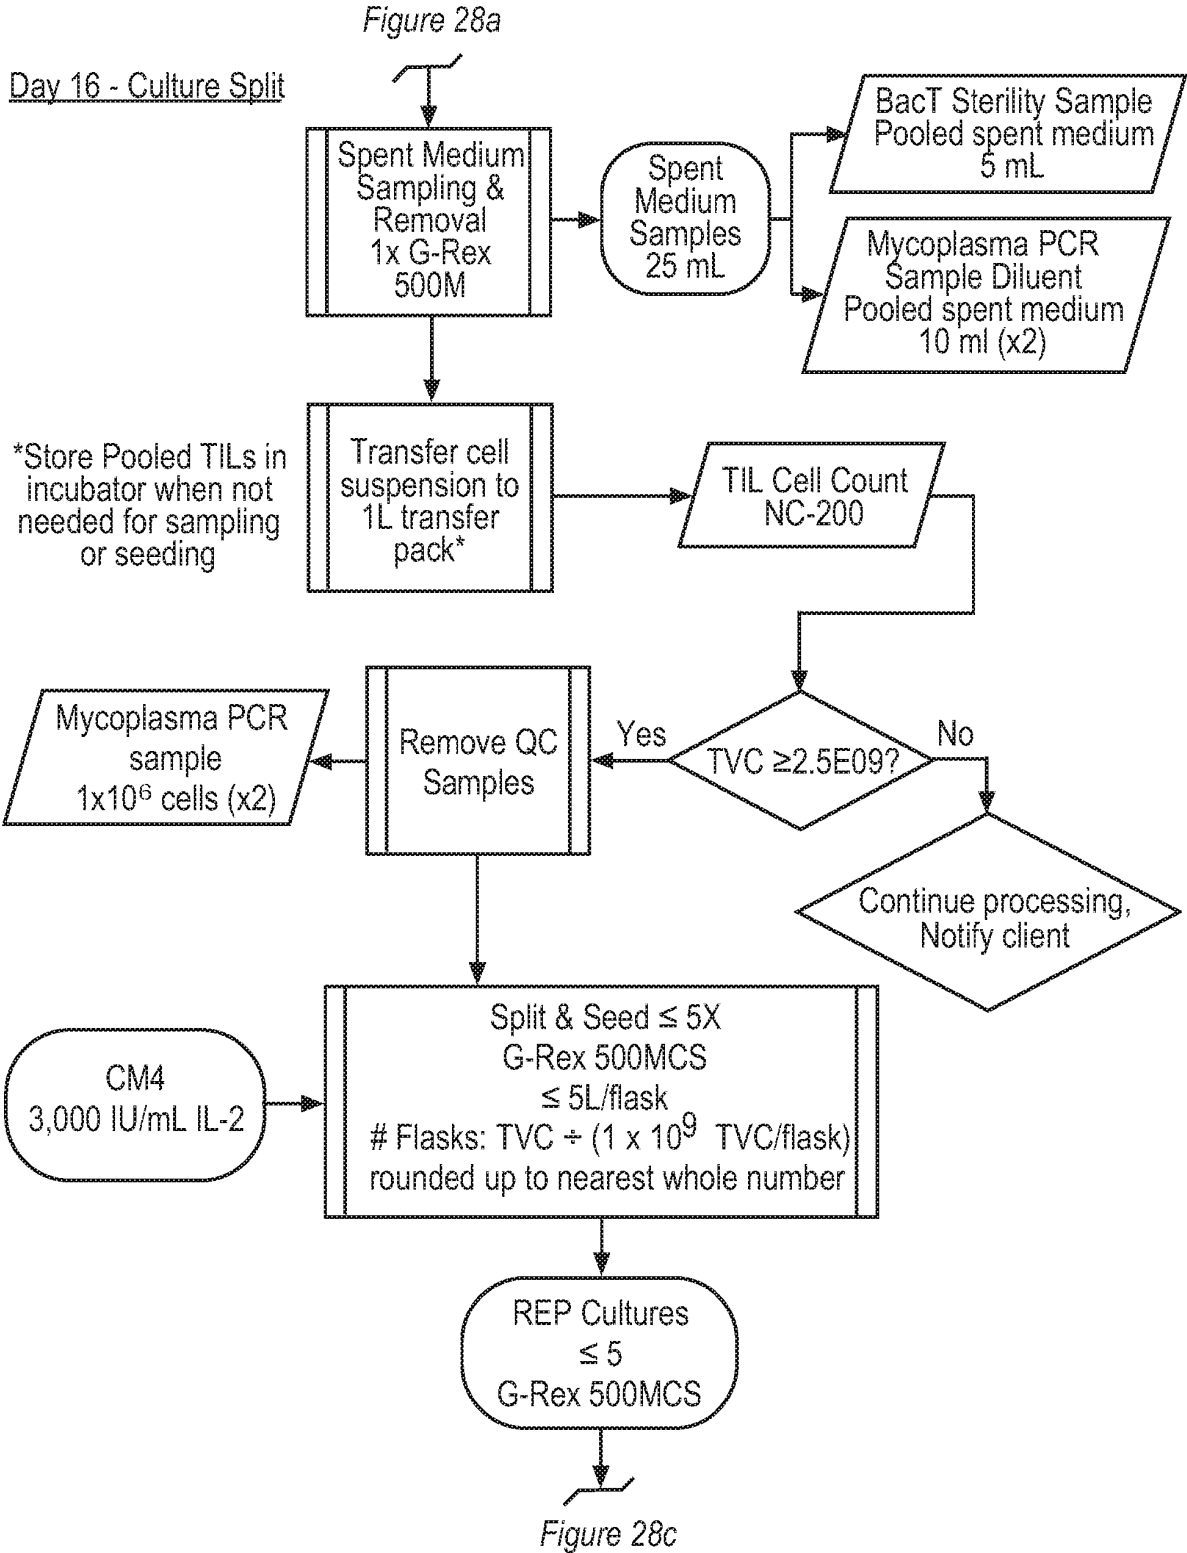 Figure 28a
Day 16 - Culture Split
Spent Medium
Sampling &
Removal
1x G-Rex
500M
Spent
Medium
Samples
25 mL
BacT Sterility Sample
Pooled spent medium
5 mL
Mycoplasma PCR
Sample Diluent
Pooled spent medium
10 ml (x2)
*Store Pooled TILs in
incubator when not
needed for sampling
or seeding
Transfer cell
suspension to
1L transfer
pack*
TIL Cell Count
NC-200
Mycoplasma PCR
sample
1x10⁶ cells (x2)
Remove QC
Samples
Yes
TVC ≥2.5E09?
No
Continue processing,
Notify client
CM4
3,000 IU/mL IL-2
Split & Seed ≤ 5X
G-Rex 500MCS
≤ 5L/flask
# Flasks: TVC ÷ (1 x 10⁹ TVC/flask)
rounded up to nearest whole number
REP Cultures
≤ 5
G-Rex 500MCS
Figure 28c